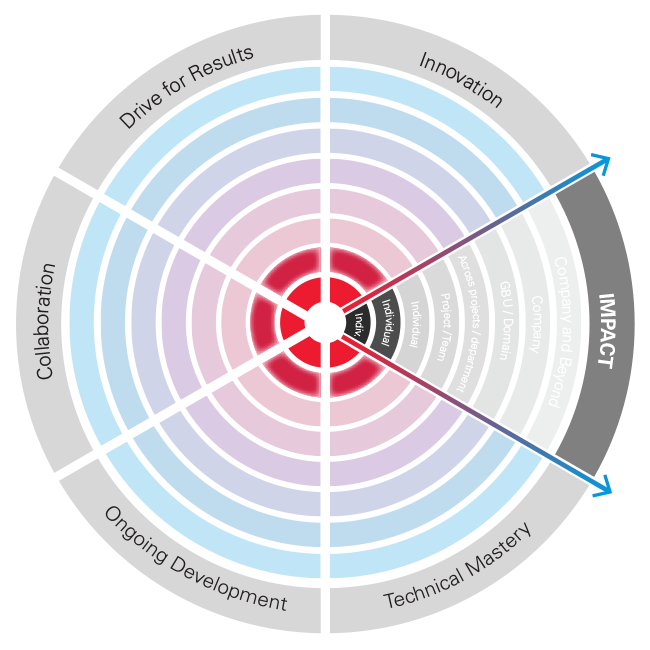 Drive for Results
Innovation
Collaboration
IMPACT
Ongoing Development
Technical Mastery
Indiv.
Individual
Individual
Project / Team
Across projects / department
GBU / Domain
Company
Company and Beyond